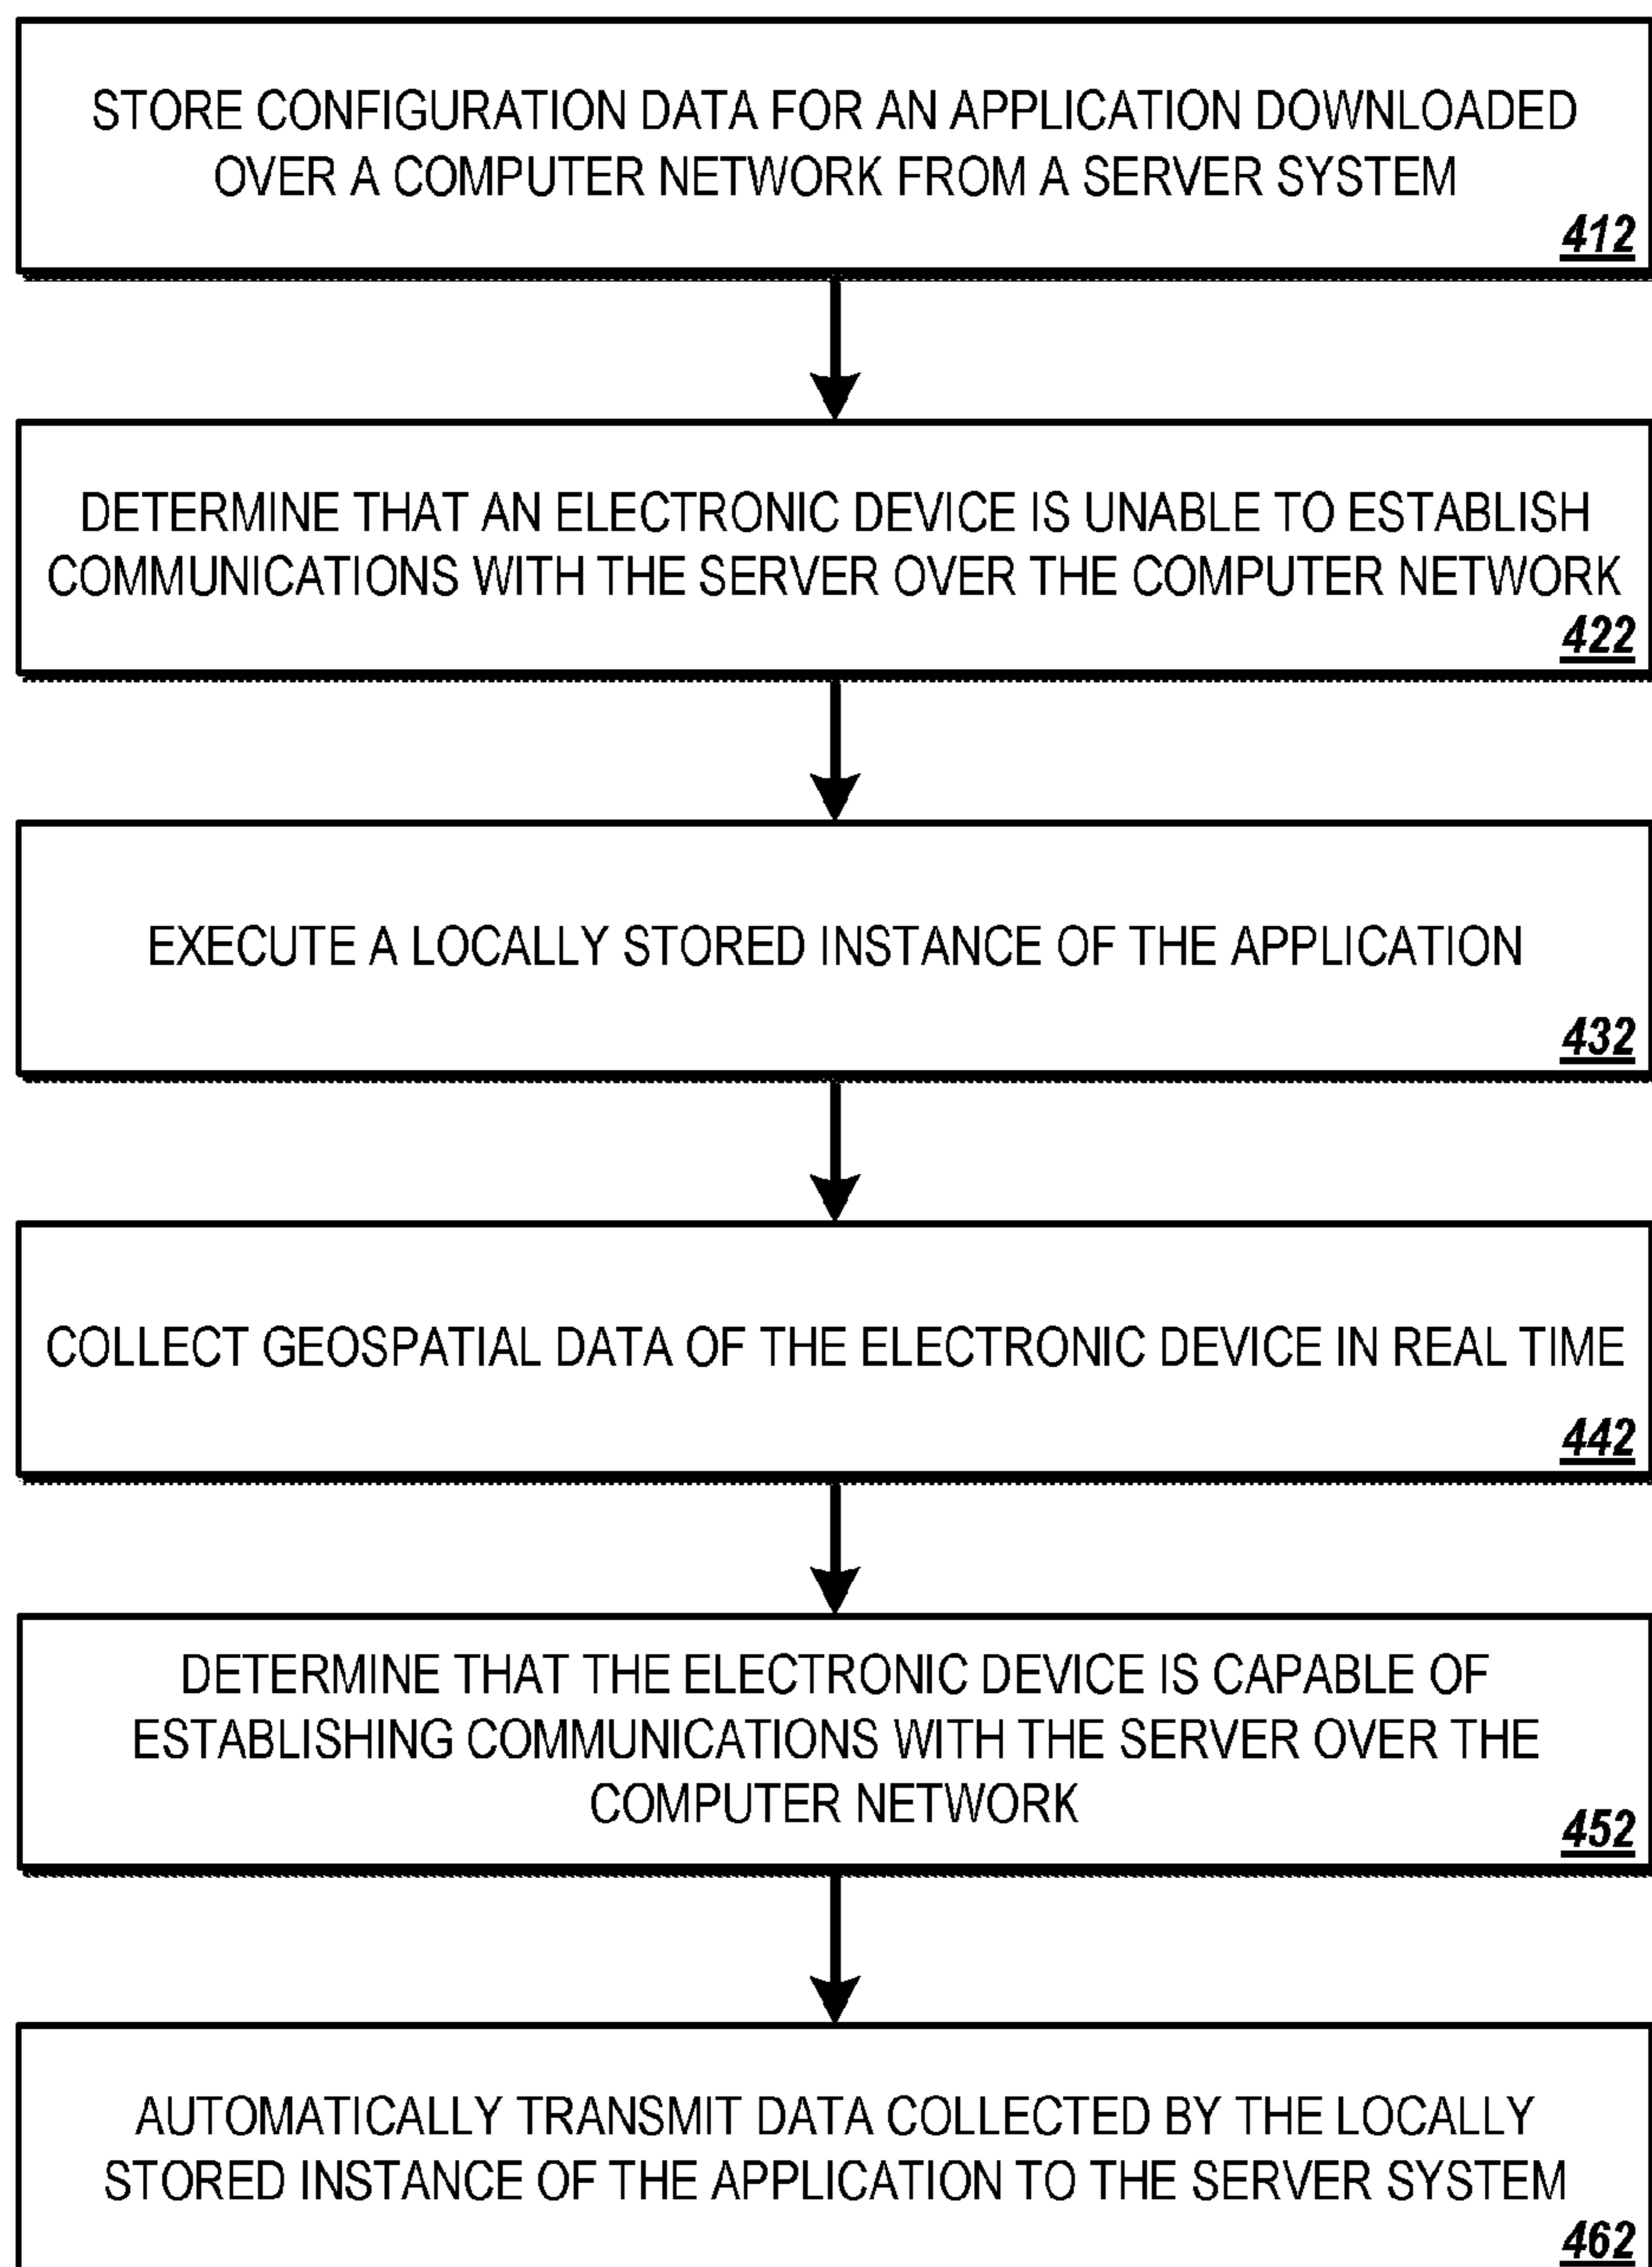 STORE CONFIGURATION DATA FOR AN APPLICATION DOWNLOADED
OVER A COMPUTER NETWORK FROM A SERVER SYSTEM
412
DETERMINE THAT AN ELECTRONIC DEVICE IS UNABLE TO ESTABLISH
COMMUNICATIONS WITH THE SERVER OVER THE COMPUTER NETWORK
422
EXECUTE A LOCALLY STORED INSTANCE OF THE APPLICATION
432
COLLECT GEOSPATIAL DATA OF THE ELECTRONIC DEVICE IN REAL TIME
442
DETERMINE THAT THE ELECTRONIC DEVICE IS CAPABLE OF
ESTABLISHING COMMUNICATIONS WITH THE SERVER OVER THE
COMPUTER NETWORK
452
AUTOMATICALLY TRANSMIT DATA COLLECTED BY THE LOCALLY
STORED INSTANCE OF THE APPLICATION TO THE SERVER SYSTEM
462